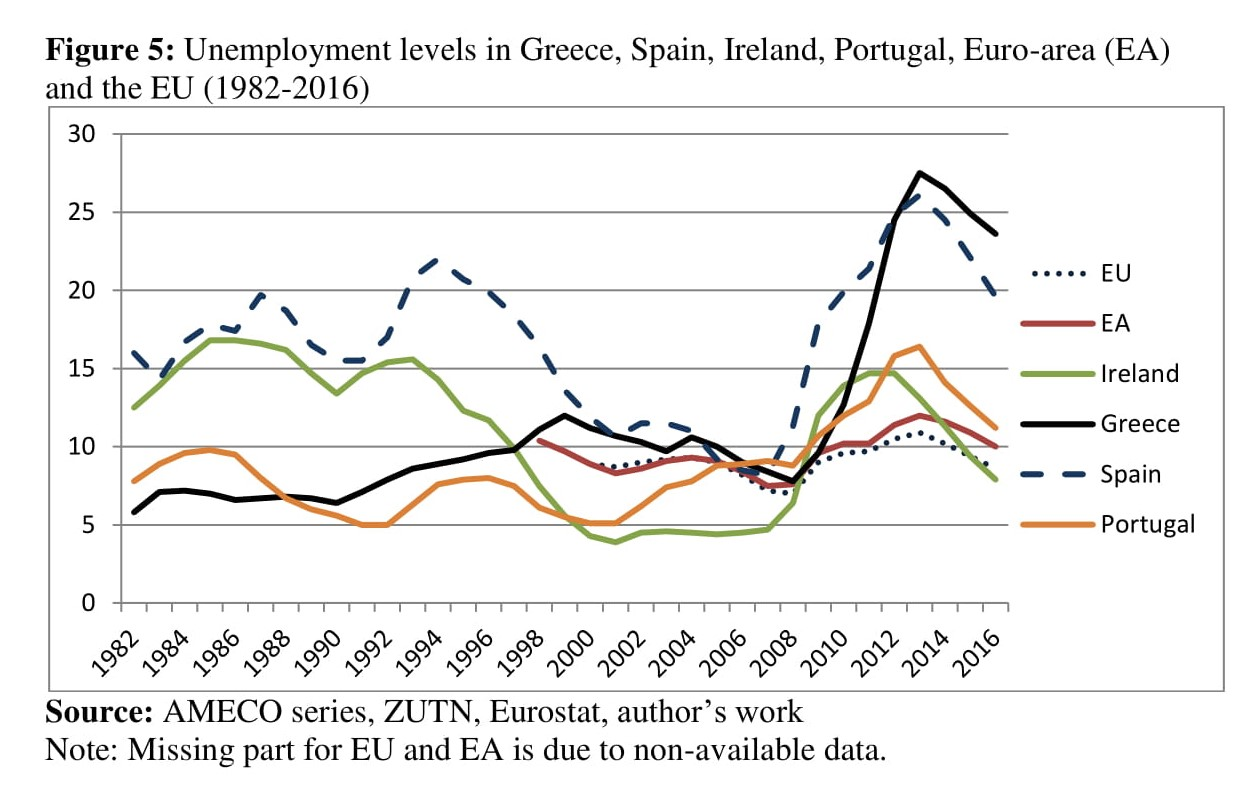 Figure 5: Unemployment levels in Greece, Spain, Ireland, Portugal, Euro-area (EA)
and the EU (1982-2016)
30
25
20
15
10
5
0
1982 1984 1986 1988 1990 1992 1994 1996 1998 2000 2002 2004 2006 2008 2010 2012 2014 2016
EU
EA
Ireland
Greece
Spain
Portugal
Source: AMECO series, ZUTN, Eurostat, author’s work
Note: Missing part for EU and EA is due to non-available data.